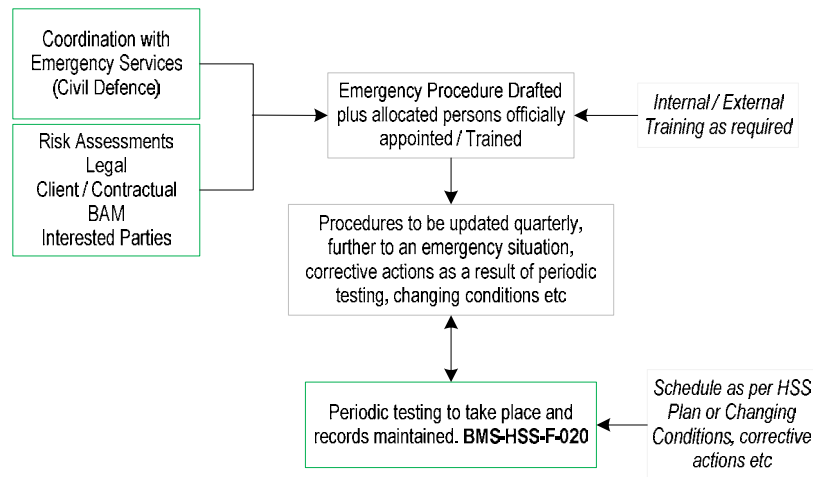 Coordination with
Emergency Services
(Civil Defence)
Risk Assessments
Legal
Client / Contractual
BAM
Interested Parties
Emergency Procedure Drafted
plus allocated persons officially
appointed / Trained
Internal / External
Training as required
Procedures to be updated quarterly,
further to an emergency situation,
corrective actions as a result of periodic
testing, changing conditions etc
Periodic testing to take place and
records maintained. BMS-HSS-F-020
Schedule as per HSS
Plan or Changing
Conditions, corrective
actions etc